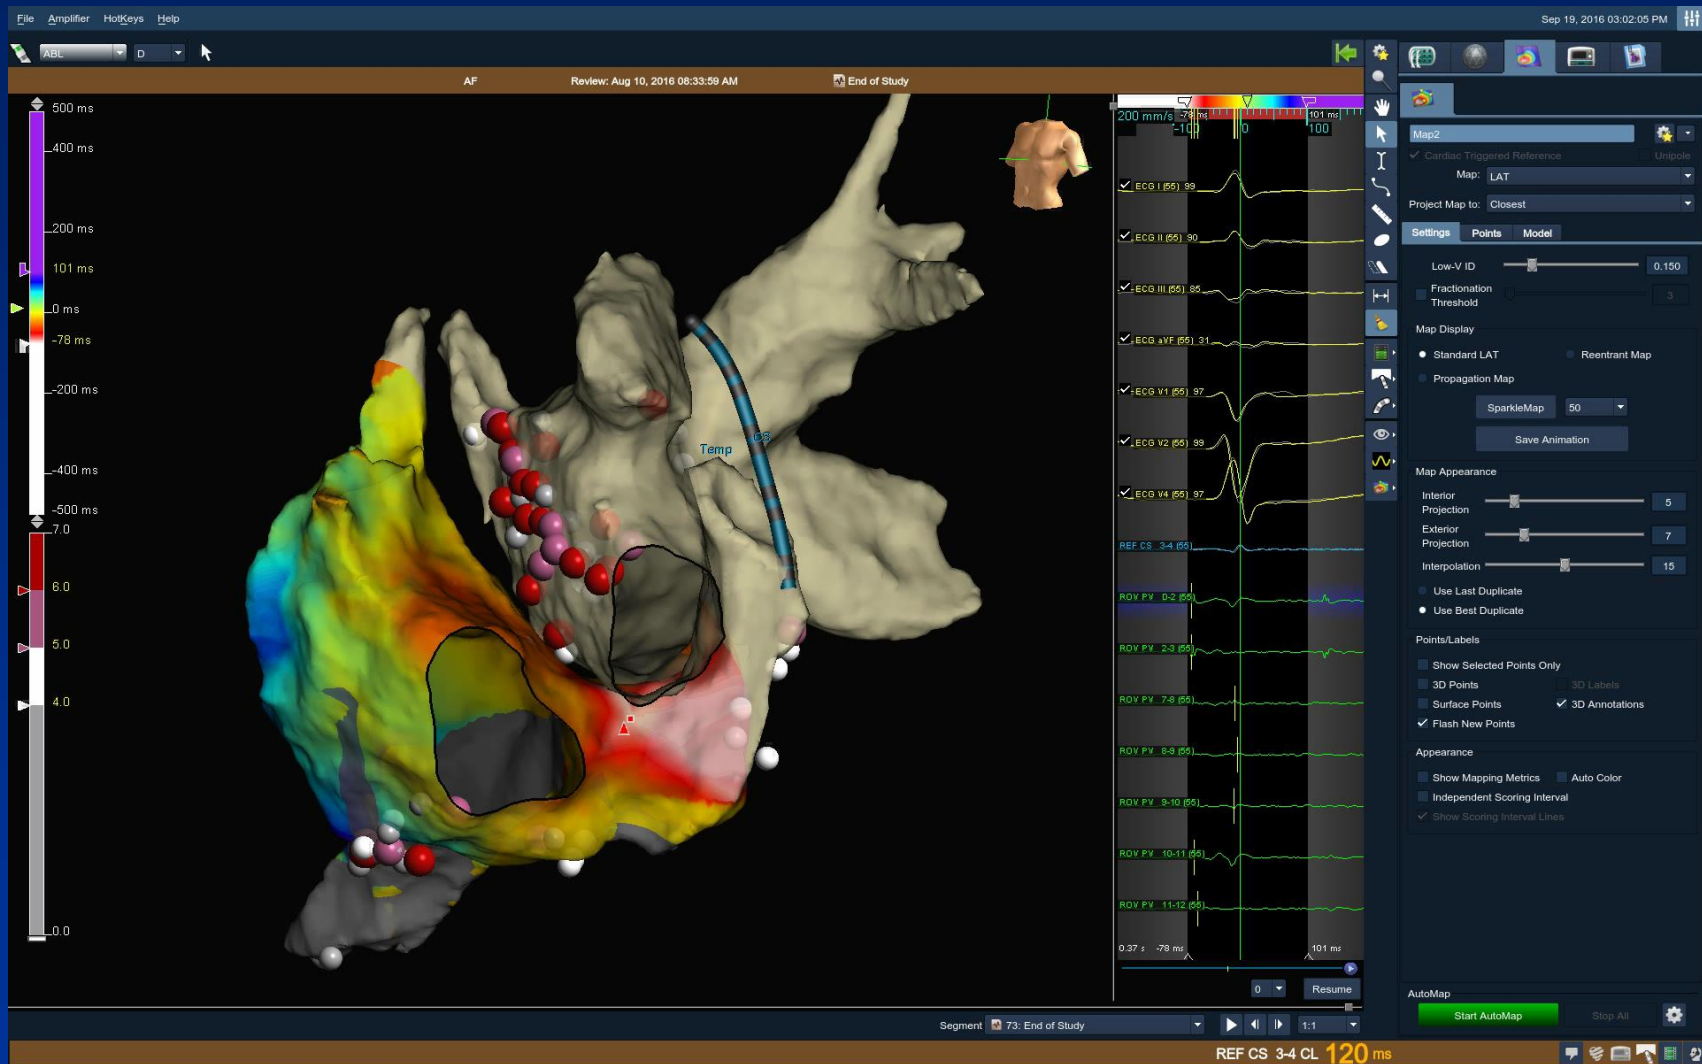 File Amplifier HotKeys Help
Sep 19, 2016 03:02:05 PM
ABL D
AF Review: Aug 10, 2016 08:33:59 AM End of Study
500 ms
400 ms
200 ms
101 ms
0 ms
-78 ms
-200 ms
-400 ms
-500 ms
7.0
6.0
5.0
4.0
0.0
Temp
200 mm/s -78 ms 101 ms
-100 0 100
ECG I (55) 99
ECG II (55) 90
ECG III (55) 85
ECG aVF (55) 31
ECG V1 (55) 97
ECG V2 (55) 99
ECG V4 (55) 97
REF CS 3-4 (55)
ROV PV D-2 (55)
ROV PV 2-3 (55)
ROV PV 7-8 (55)
ROV PV 8-9 (55)
ROV PV 9-10 (55)
ROV PV 10-11 (55)
ROV PV 11-12 (55)
0.37 s -78 ms 101 ms
0 Resume
Segment 73: End of Study 1:1
REF CS 3-4 CL 120 ms
Map2
Cardiac Triggered Reference Unipole
Map: LAT
Project Map to: Closest
Settings Points Model
Low-V ID 0.150
Fractionation
Threshold 3
Map Display
Standard LAT Reentrant Map
Propagation Map
SparkleMap 50
Save Animation
Map Appearance
Interior
Projection 5
Exterior
Projection 7
Interpolation 15
Use Last Duplicate
Use Best Duplicate
Points/Labels
Show Selected Points Only
3D Points 3D Labels
Surface Points 3D Annotations
Flash New Points
Appearance
Show Mapping Metrics Auto Color
Independent Scoring Interval
Show Scoring Interval Lines
AutoMap
Start AutoMap Stop All